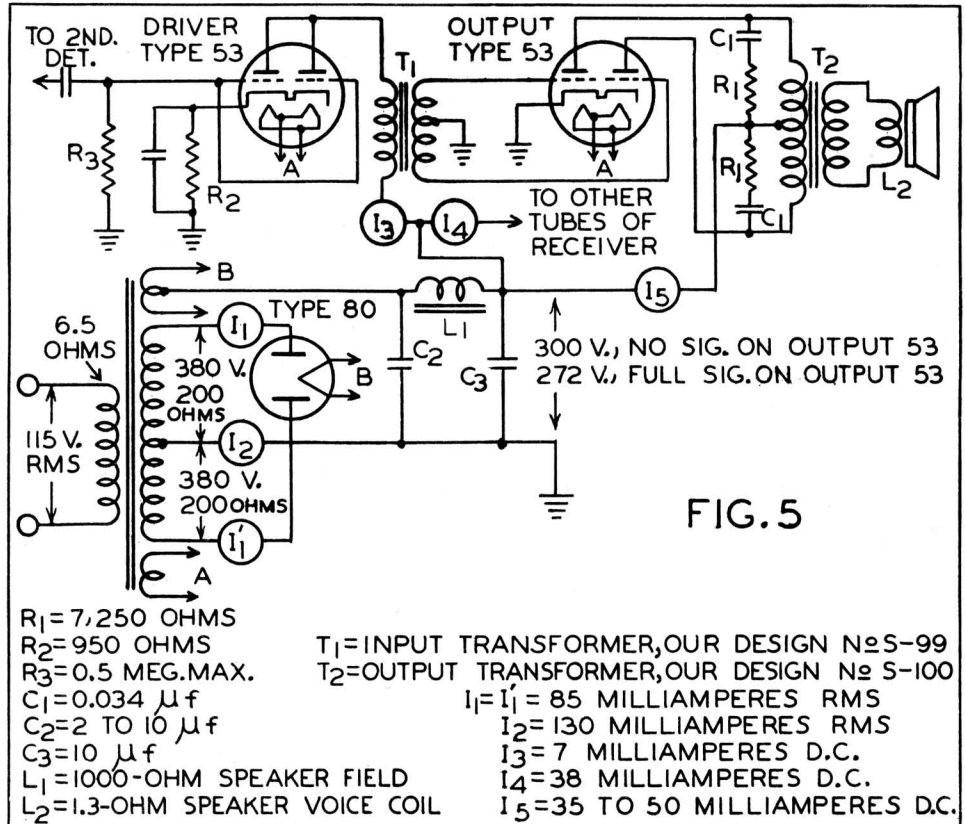 TO 2ND.
DET.
DRIVER
TYPE 53
OUTPUT
TYPE 53
T1
C1
T2
R1
R1
C1
L2
R3
R2
A
A
I3
I4
TO OTHER
TUBES OF
RECEIVER
B
I1
TYPE 80
L1
I5
6.5
OHMS
380 V.
200
OHMS
B
C2
C3
300 V., NO SIG. ON OUTPUT 53
272 V., FULL SIG. ON OUTPUT 53
115 V.
RMS
I2
380 V.
200 OHMS
I'1
A
FIG. 5
R1=7,250 OHMS
R2=950 OHMS
R3=0.5 MEG. MAX.
C1=0.034 μf
C2=2 TO 10 μf
C3=10 μf
L1=1000-OHM SPEAKER FIELD
L2=1.3-OHM SPEAKER VOICE COIL
T1=INPUT TRANSFORMER, OUR DESIGN No S-99
T2=OUTPUT TRANSFORMER, OUR DESIGN No S-100
I1=I'1=85 MILLIAMPERES RMS
I2=130 MILLIAMPERES RMS
I3=7 MILLIAMPERES D.C.
I4=38 MILLIAMPERES D.C.
I5=35 TO 50 MILLIAMPERES D.C.